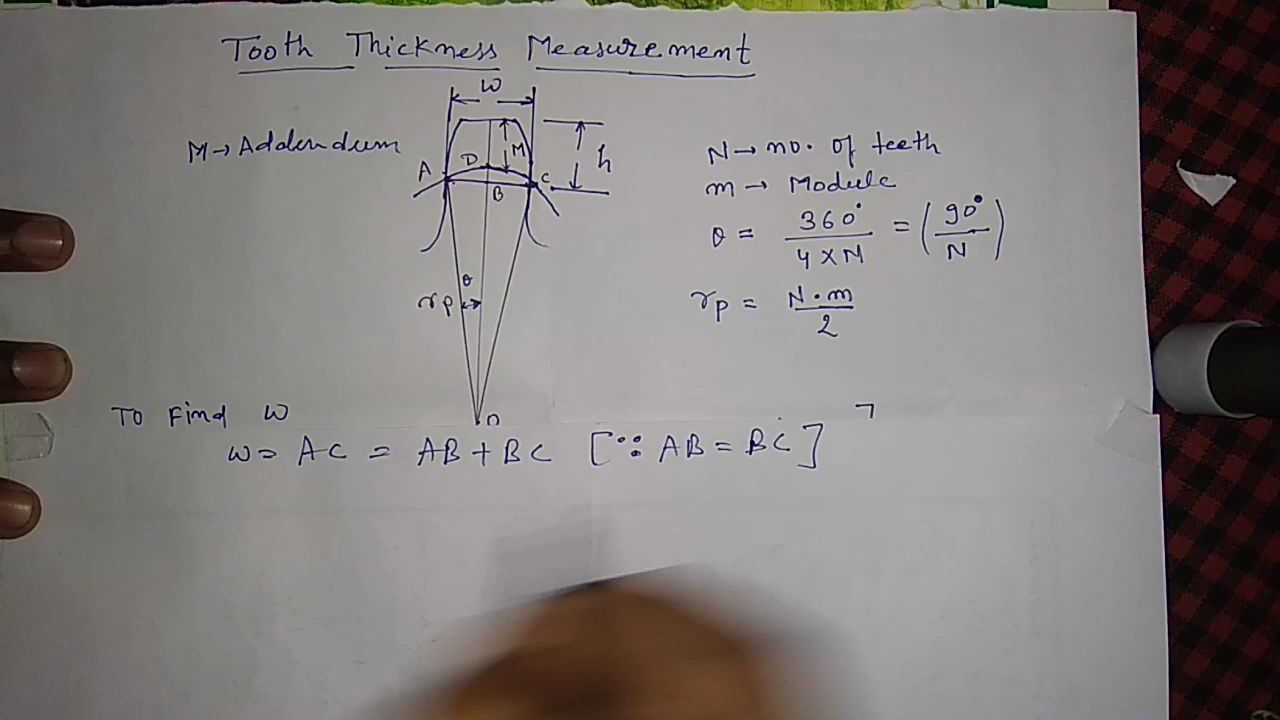 Tooth Thickness Measurement
w
M → Addendum
A D M C h
B
θ
rp
O
N → no. of teeth
m → Module
θ = 360° / 4 × N = (90° / N)
rp = N · m / 2
To Find w
w = AC = AB + BC [∵ AB = BC]